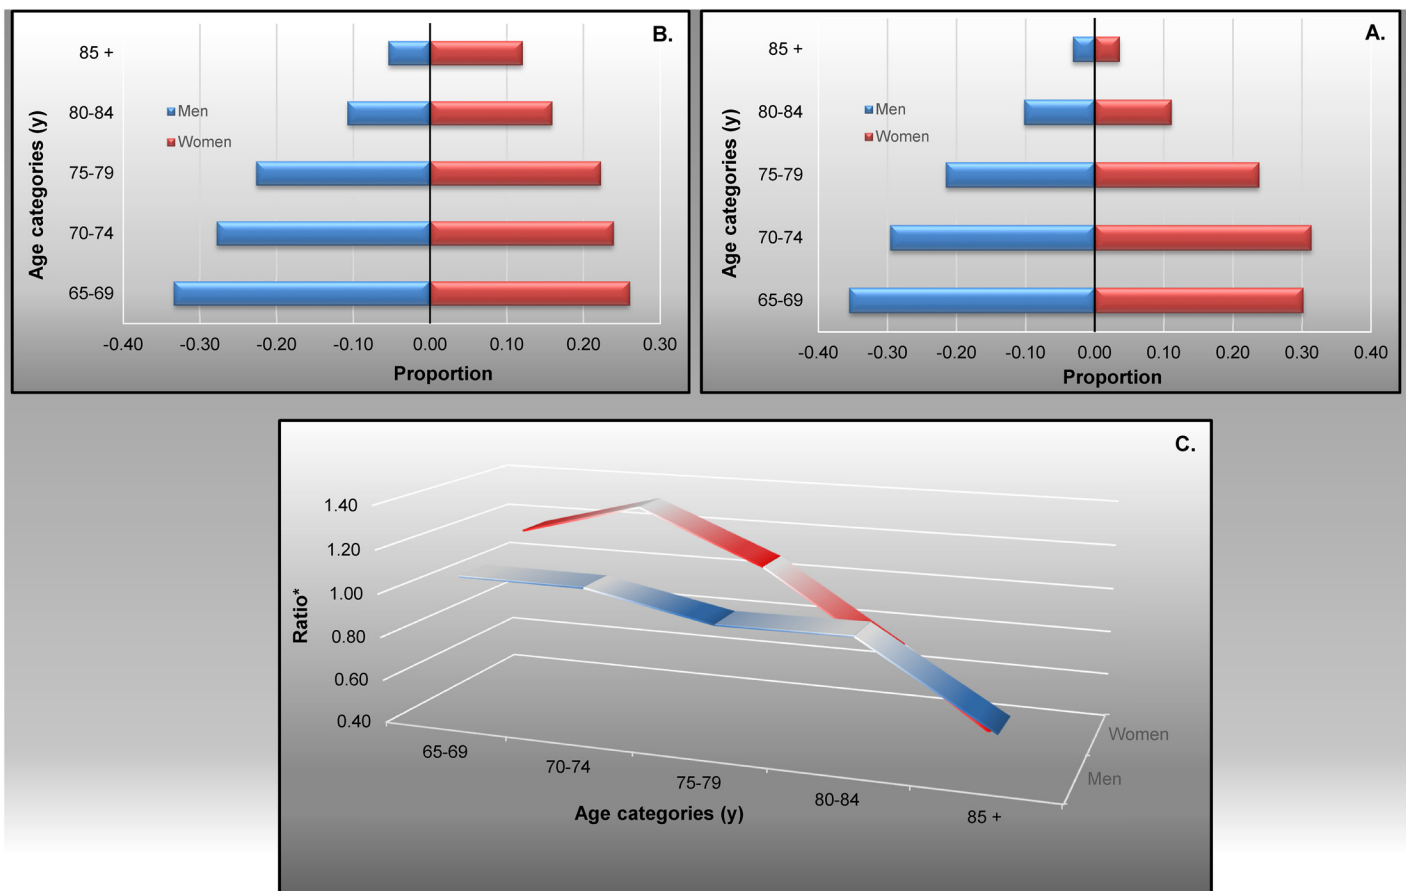 B.
85 +
80-84
75-79
70-74
65-69
Age categories (y)
Men
Women
-0.40 -0.30 -0.20 -0.10 0.00 0.10 0.20 0.30
Proportion
A.
85 +
80-84
75-79
70-74
65-69
Age categories (y)
Men
Women
-0.40 -0.30 -0.20 -0.10 0.00 0.10 0.20 0.30 0.40
Proportion
C.
1.40
1.20
1.00
0.80
0.60
0.40
Ratio*
65-69 70-74 75-79 80-84 85 +
Age categories (y)
Women
Men